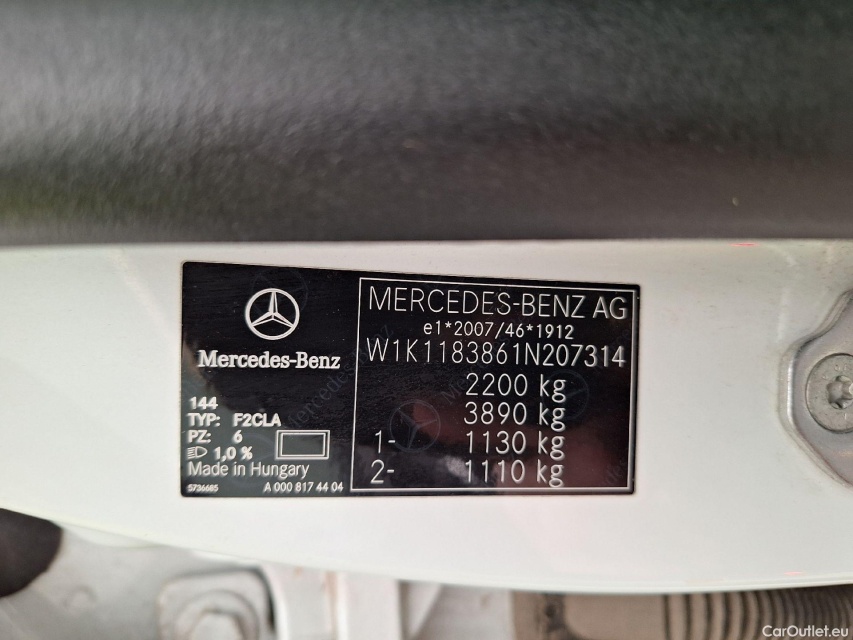 Mercedes-Benz
144
TYP: F2CLA
PZ: 6
1,0 %
Made in Hungary
5736685
A 000 817 44 04
MERCEDES-BENZ AG
e1*2007/46*1912
W1K1183861N207314
2200 kg
3890 kg
1- 1130 kg
2- 1110 kg
CarOutlet.eu